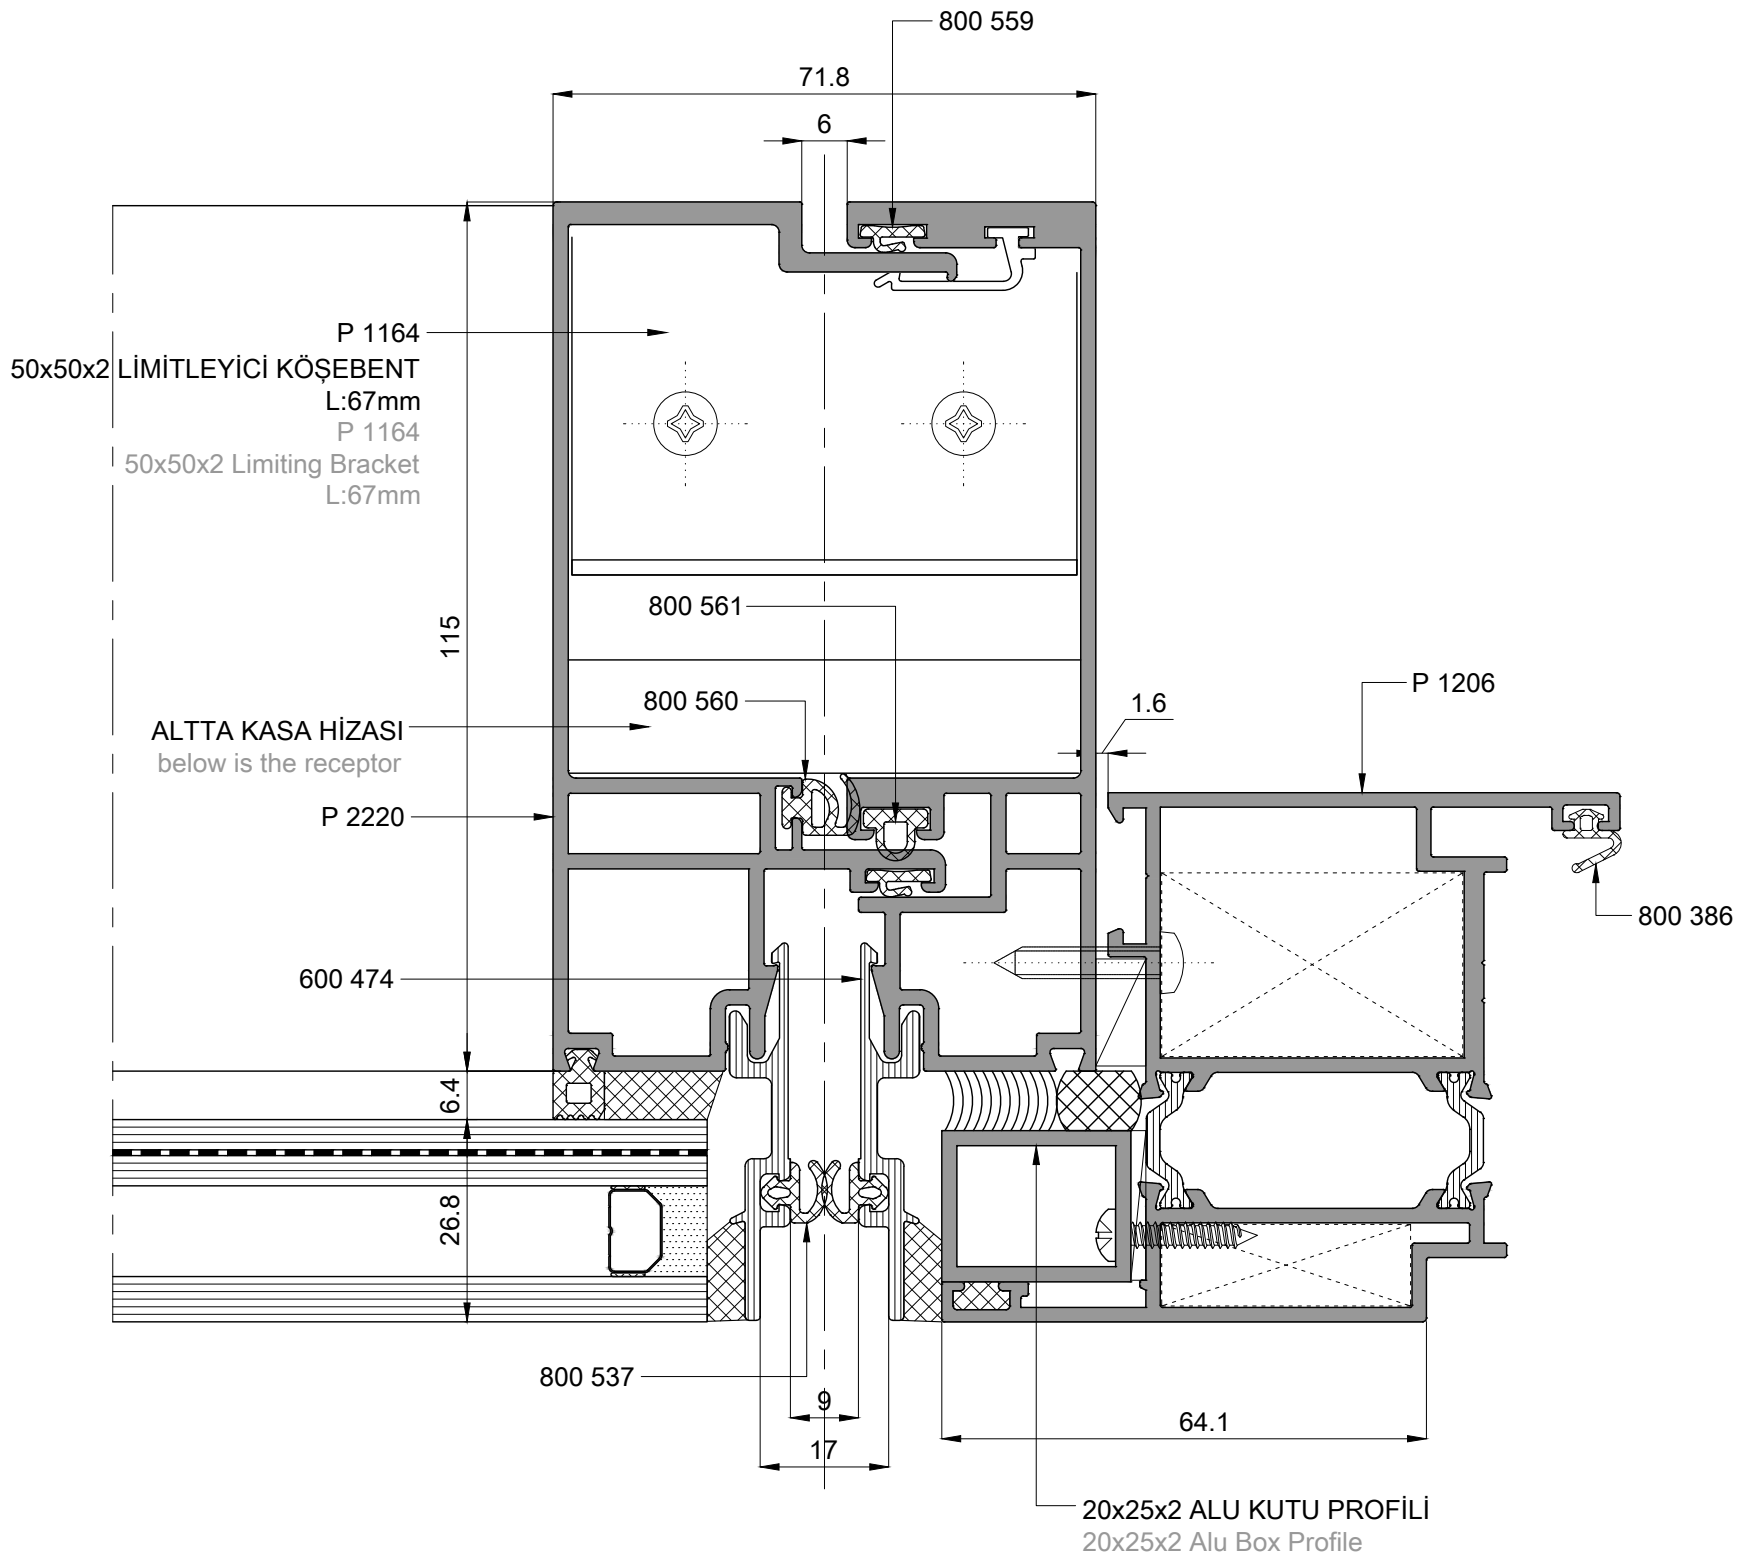 800 559
71.8
6
P 1164
50x50x2 LİMİTLEYİCİ KÖŞEBENT
L:67mm
P 1164
50x50x2 Limiting Bracket
L:67mm
115
800 561
800 560
P 1206
1.6
ALTTA KASA HİZASI
below is the receptor
P 2220
800 386
600 474
6.4
26.8
800 537
9
17
64.1
20x25x2 ALU KUTU PROFİLİ
20x25x2 Alu Box Profile